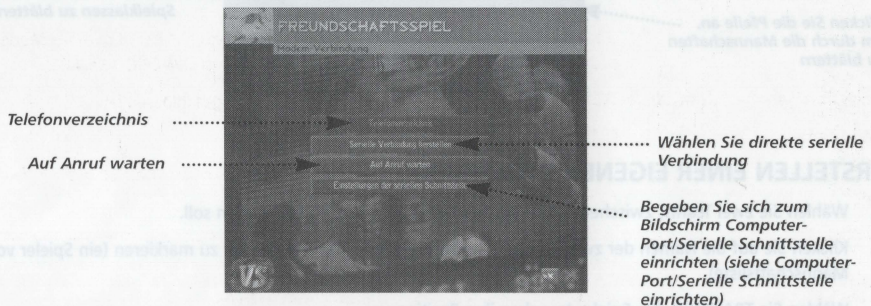 FREUNDSCHAFTSSPIEL
Modem-Verbindung
Telefonverzeichnis
Telefonverzeichnis
Serielle Verbindung herstellen
Auf Anruf warten
Auf Anruf warten
Einstellungen der seriellen Schnittstelle
Wählen Sie direkte serielle
Verbindung
Begeben Sie sich zum
Bildschirm Computer-
Port/Serielle Schnittstelle
einrichten (siehe Computer-
Port/Serielle Schnittstelle
einrichten)
VS